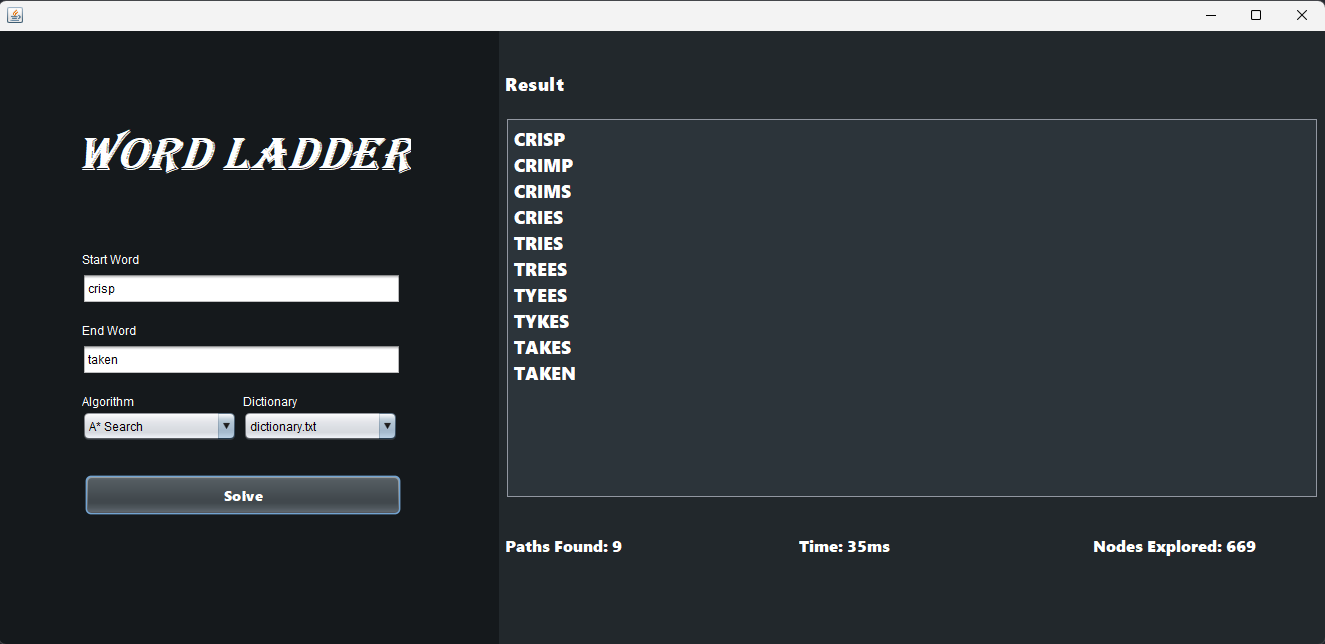 WORD LADDER
Start Word
crisp
End Word
taken
Algorithm Dictionary
A* Search dictionary.txt
Solve
Result
CRISP
CRIMP
CRIMS
CRIES
TRIES
TREES
TYEES
TYKES
TAKES
TAKEN
Paths Found: 9 Time: 35ms Nodes Explored: 669